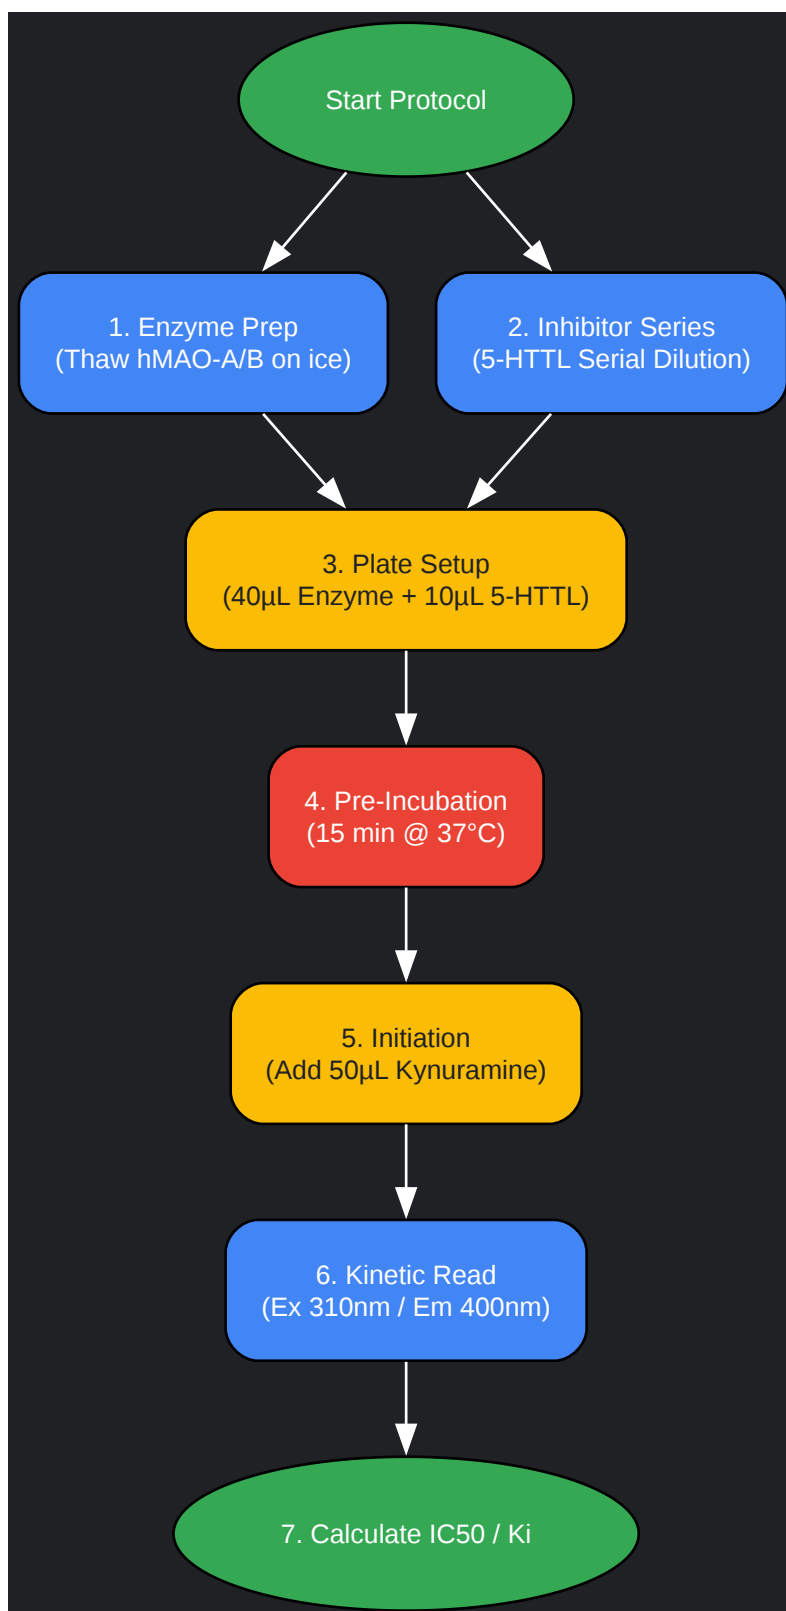 Start Protocol
1. Enzyme Prep
(Thaw hMAO-A/B on ice)
2. Inhibitor Series
(5-HTTL Serial Dilution)
3. Plate Setup
(40µL Enzyme + 10µL 5-HTTL)
4. Pre-Incubation
(15 min @ 37°C)
5. Initiation
(Add 50µL Kynuramine)
6. Kinetic Read
(Ex 310nm / Em 400nm)
7. Calculate IC50 / Ki